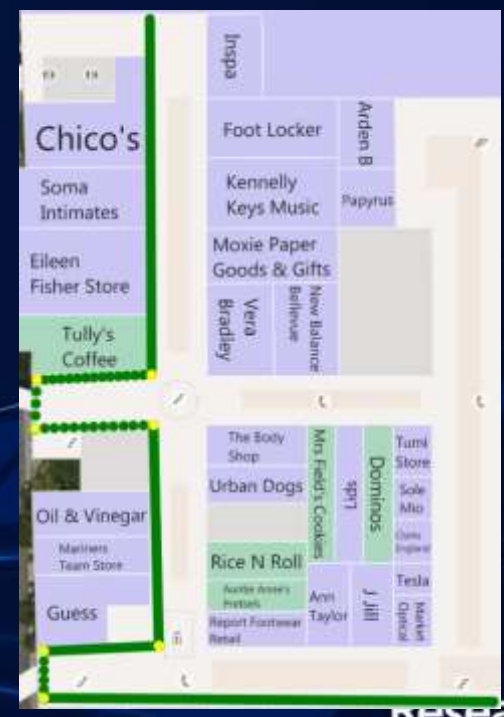 Inspa
Chico's
Foot Locker
Arden B
Soma
Intimates
Kennelly
Keys Music
Papyrus
Eileen
Fisher Store
Moxie Paper
Goods & Gifts
Vera
Bradley
New Balance
Bellevue
Tully's
Coffee
The Body
Shop
Mrs Field's Cookies
Lids
Dominos
Tumi
Store
Urban Dogs
Sole
Mio
Oil & Vinegar
Mariners
Team Store
Rice N Roll
Auntie Anne's
Pretzels
Ann
Taylor
J Jill
Tesla
Guess
Report Footwear
Retail
Market
Optical